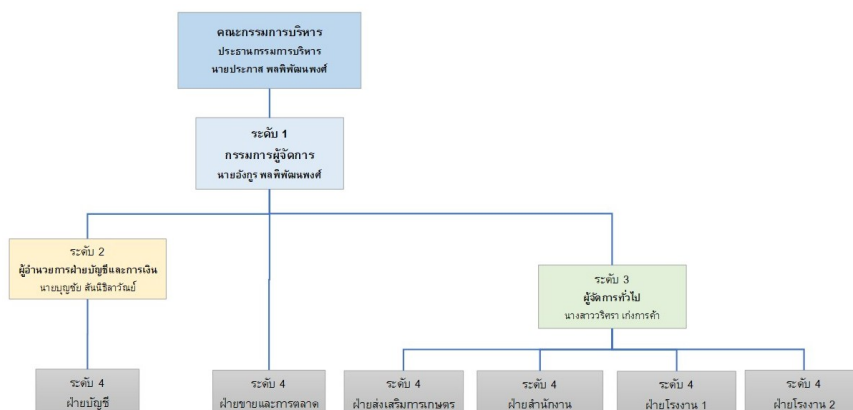 คณะกรรมการบริหาร
ประธานกรรมการบริหาร
นายประกาส พลพิพัฒนพงศ์
ระดับ 1
กรรมการผู้จัดการ
นายอังกูร พลพิพัฒนพงศ์
ระดับ 2
ผู้อำนวยการฝ่ายบัญชีและการเงิน
นายบุญชัย
ระดับ 3
ผู้จัดการทั่วไป
นางสาววริศรา เก่งการค้า
ระดับ 4
ฝ่ายบัญชี
ระดับ 4
ฝ่ายขายและการตลาด
ระดับ 4
ฝ่ายส่งเสริมการเกษตร
ระดับ 4
ฝ่ายสำนักงาน
ระดับ 4
ฝ่ายโรงงาน 1
ระดับ 4
ฝ่ายโรงงาน 2